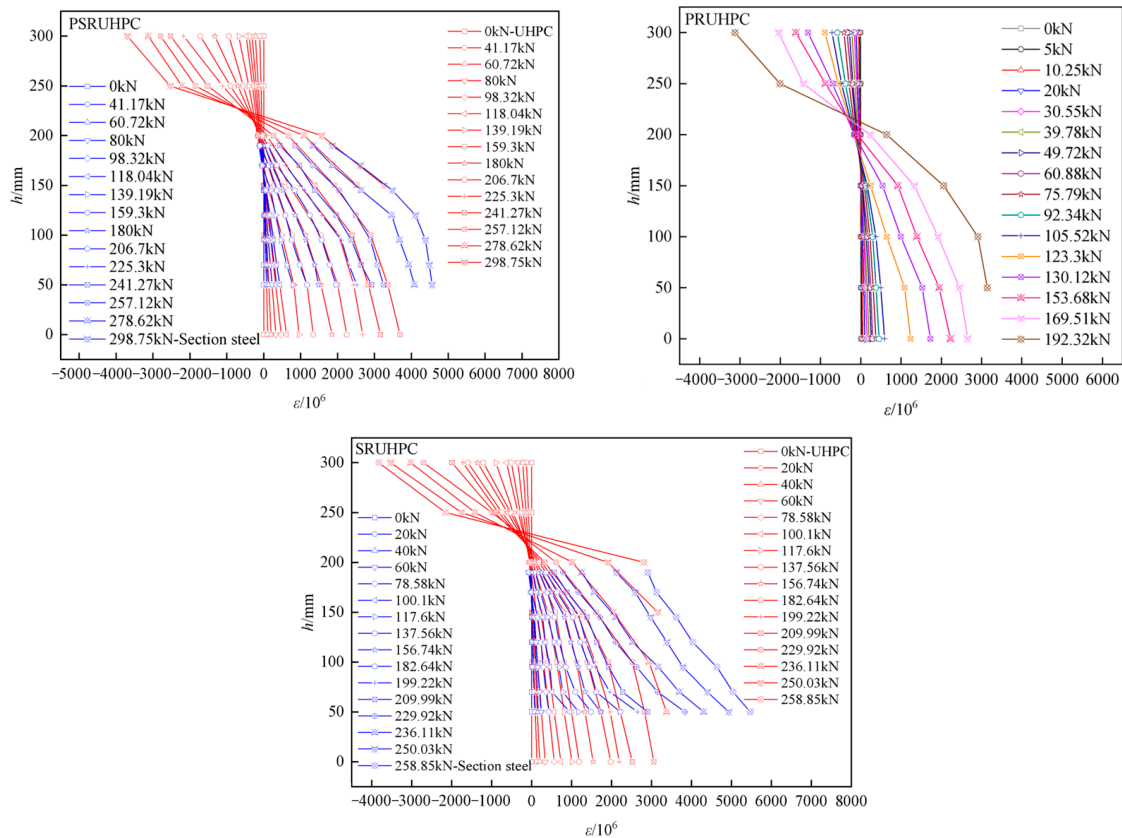 PSRUHPC
300
250
200
150
100
50
0
h/mm
−5000 −4000 −3000 −2000 −1000 0 1000 2000 3000 4000 5000 6000 7000 8000
ε/10⁶
0kN
41.17kN
60.72kN
80kN
98.32kN
118.04kN
139.19kN
159.3kN
180kN
206.7kN
225.3kN
241.27kN
257.12kN
278.62kN
298.75kN-Section steel
0kN-UHPC
41.17kN
60.72kN
80kN
98.32kN
118.04kN
139.19kN
159.3kN
180kN
206.7kN
225.3kN
241.27kN
257.12kN
278.62kN
298.75kN
PRUHPC
300
250
200
150
100
50
0
h/mm
−4000 −3000 −2000 −1000 0 1000 2000 3000 4000 5000 6000
ε/10⁶
0kN
5kN
10.25kN
20kN
30.55kN
39.78kN
49.72kN
60.88kN
75.79kN
92.34kN
105.52kN
123.3kN
130.12kN
153.68kN
169.51kN
192.32kN
SRUHPC
300
250
200
150
100
50
0
h/mm
−4000 −3000 −2000 −1000 0 1000 2000 3000 4000 5000 6000 7000 8000
ε/10⁶
0kN
20kN
40kN
60kN
78.58kN
100.1kN
117.6kN
137.56kN
156.74kN
182.64kN
199.22kN
209.99kN
229.92kN
236.11kN
250.03kN
258.85kN-Section steel
0kN-UHPC
20kN
40kN
60kN
78.58kN
100.1kN
117.6kN
137.56kN
156.74kN
182.64kN
199.22kN
209.99kN
229.92kN
236.11kN
250.03kN
258.85kN